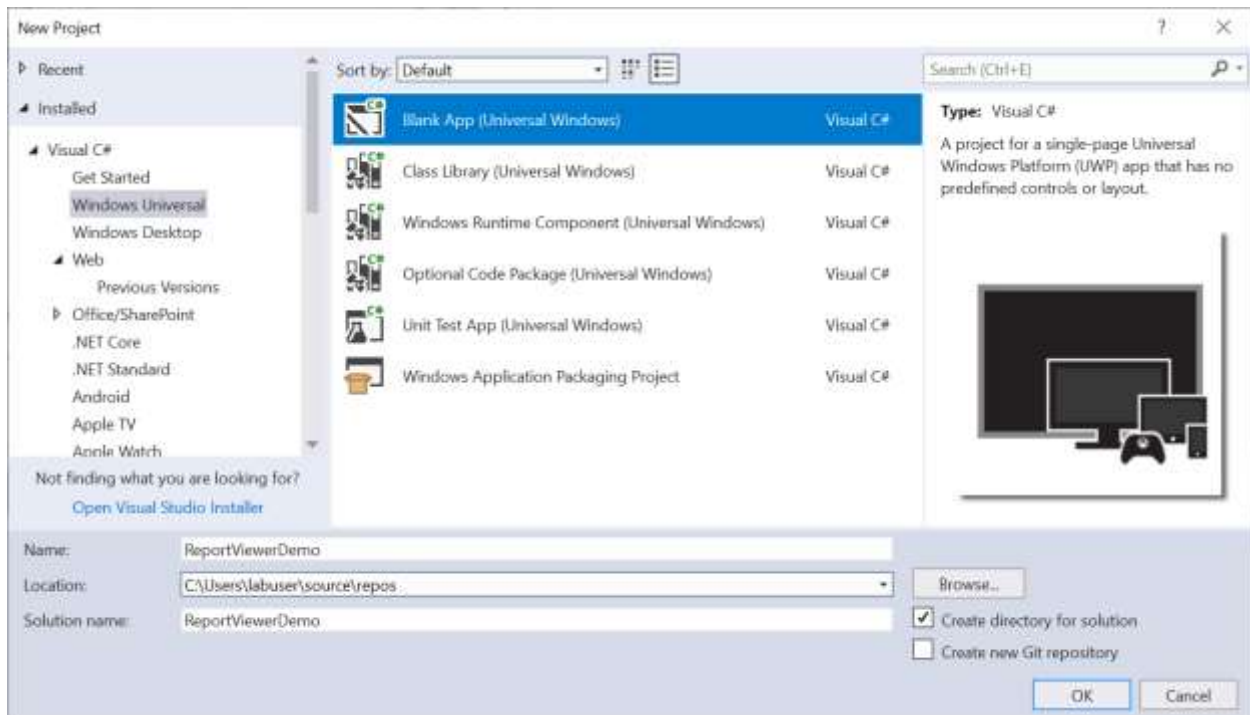 New Project
?
Recent
Installed
Visual C#
Get Started
Windows Universal
Windows Desktop
Web
Previous Versions
Office/SharePoint
.NET Core
.NET Standard
Android
Apple TV
Apple Watch
Not finding what you are looking for?
Open Visual Studio Installer
Sort by: Default
C# Blank App (Universal Windows) Visual C#
C# Class Library (Universal Windows) Visual C#
C# Windows Runtime Component (Universal Windows) Visual C#
C# Optional Code Package (Universal Windows) Visual C#
C# Unit Test App (Universal Windows) Visual C#
Windows Application Packaging Project Visual C#
Search (Ctrl+E)
Type: Visual C#
A project for a single-page Universal
Windows Platform (UWP) app that has no
predefined controls or layout.
Name: ReportViewerDemo
Location: C:\Users\labuser\source\repos
Browse...
Solution name: ReportViewerDemo
Create directory for solution
Create new Git repository
OK Cancel